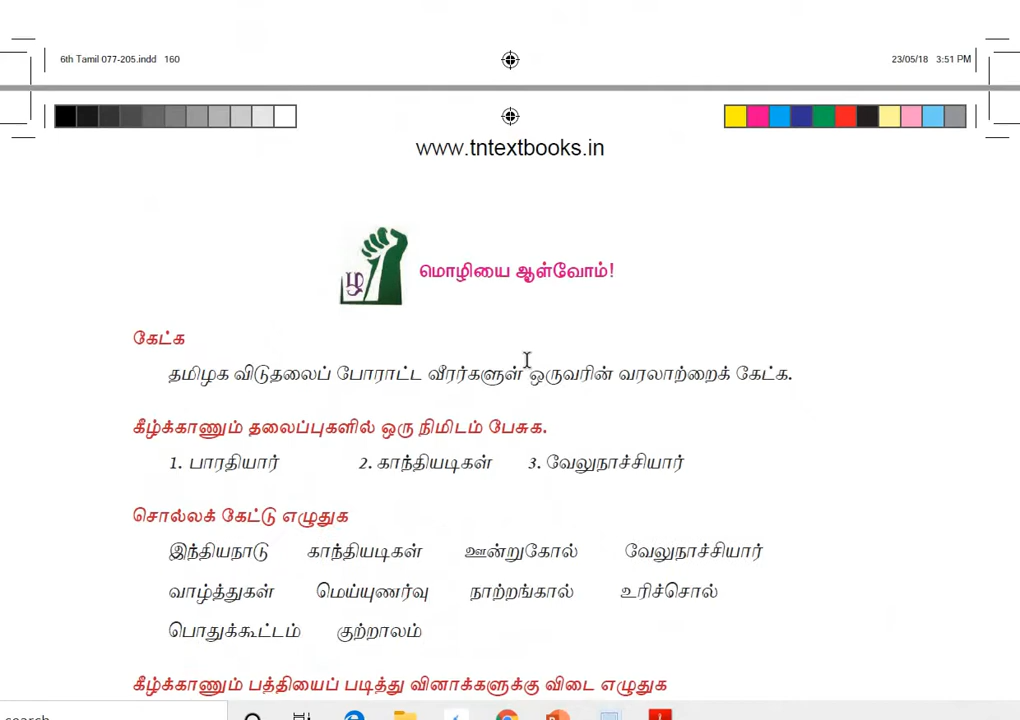 6th Tamil 077-205.indd 160 23/05/18 3:51 PM
www.tntextbooks.in
ழ
மொழியை ஆள்வோம்!
கேட்க
தமிழக விடுதலைப் போராட்ட வீரர்களுள் ஒருவரின் வரலாற்றைக் கேட்க.
கீழ்க்காணும் தலைப்புகளில் ஒரு நிமிடம் பேசுக.
1. பாரதியார் 2. காந்தியடிகள் 3. வேலுநாச்சியார்
சொல்லக் கேட்டு எழுதுக
இந்தியநாடு காந்தியடிகள் ஊன்றுகோல் வேலுநாச்சியார்
வாழ்த்துகள் மெய்யுணர்வு நாற்றங்கால் உரிச்சொல்
பொதுக்கூட்டம் குற்றாலம்
கீழ்க்காணும் பத்தியைப் படித்து வினாக்களுக்கு விடை எழுதுக
search